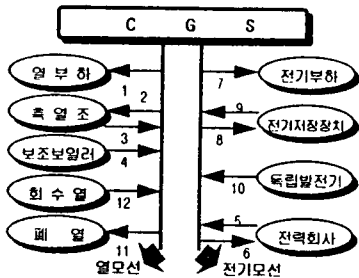 C G S
열부하
1
2
7
전기부하
축열조
9
3
8
전기저장장치
보조보일러
4
회수열
12
10
독립발전기
폐 열
5
11
6
전력회사
열모선
전기모선